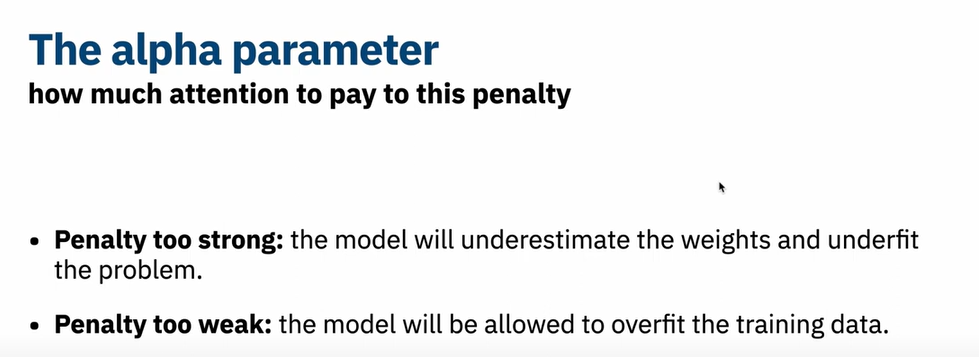 The alpha parameter
how much attention to pay to this penalty
• Penalty too strong: the model will underestimate the weights and underfit
the problem.
• Penalty too weak: the model will be allowed to overfit the training data.